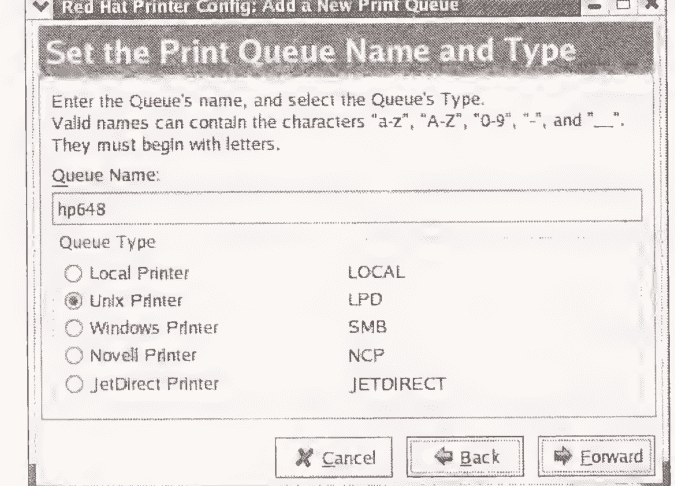 Red Hat Printer Config: Add a New Print Queue
Set the Print Queue Name and Type
Enter the Queue's name, and select the Queue's Type.
Valid names can contain the characters "a-z", "A-Z", "0-9", "-", and "__".
They must begin with letters.
Queue Name:
hp648
Queue Type
Local Printer LOCAL
Unix Printer LPD
Windows Printer SMB
Novell Printer NCP
JetDirect Printer JETDIRECT
Cancel Back Forward